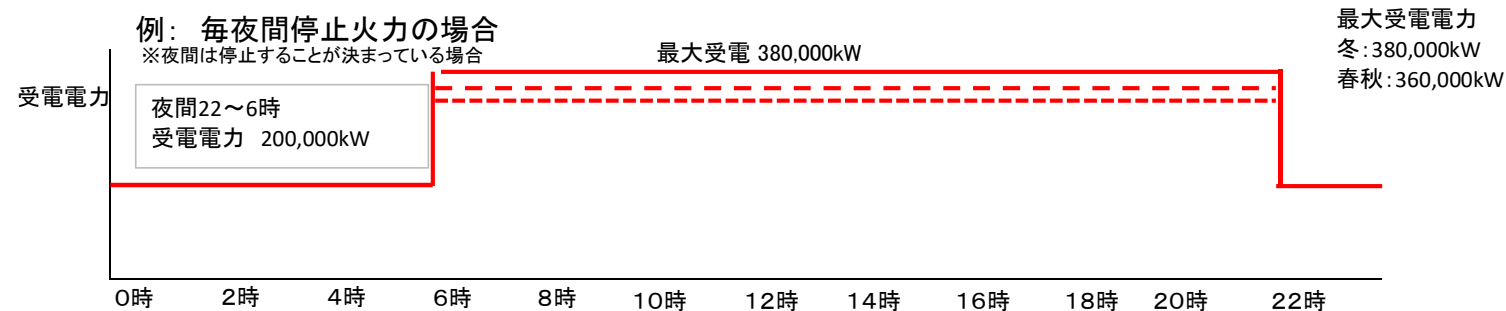 例： 毎夜間停止火力の場合
※夜間は停止することが決まっている場合
最大受電 380,000kW
最大受電電力
冬：380,000kW
春秋：360,000kW
受電電力
夜間22～6時
受電電力 200,000kW
0時 2時 4時 6時 8時 10時 12時 14時 16時 18時 20時 22時